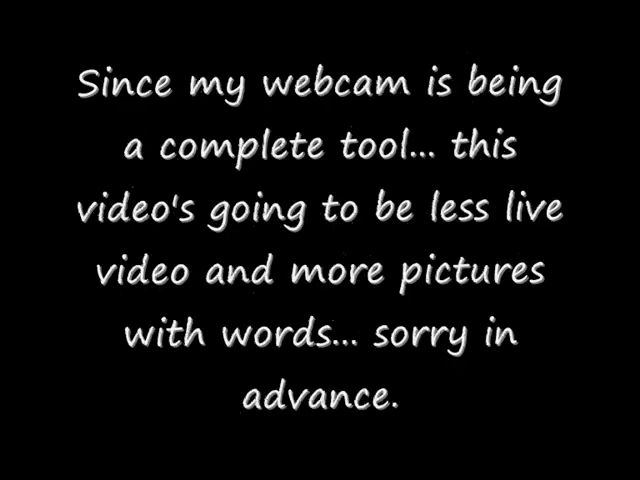 Since my webcam is being
a complete tool... this
video's going to be less live
video and more pictures
with words... sorry in
advance.